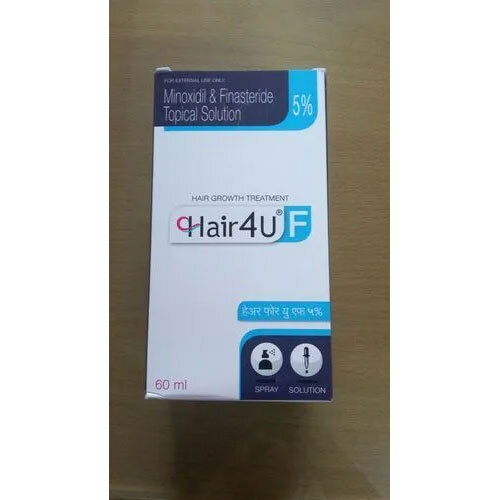 FOR EXTERNAL USE ONLY
Minoxidil & Finasteride
Topical Solution
5%
HAIR GROWTH TREATMENT
Hair4U® F
हेअर फोर यु एफ ५%
60 ml
SPRAY
SOLUTION